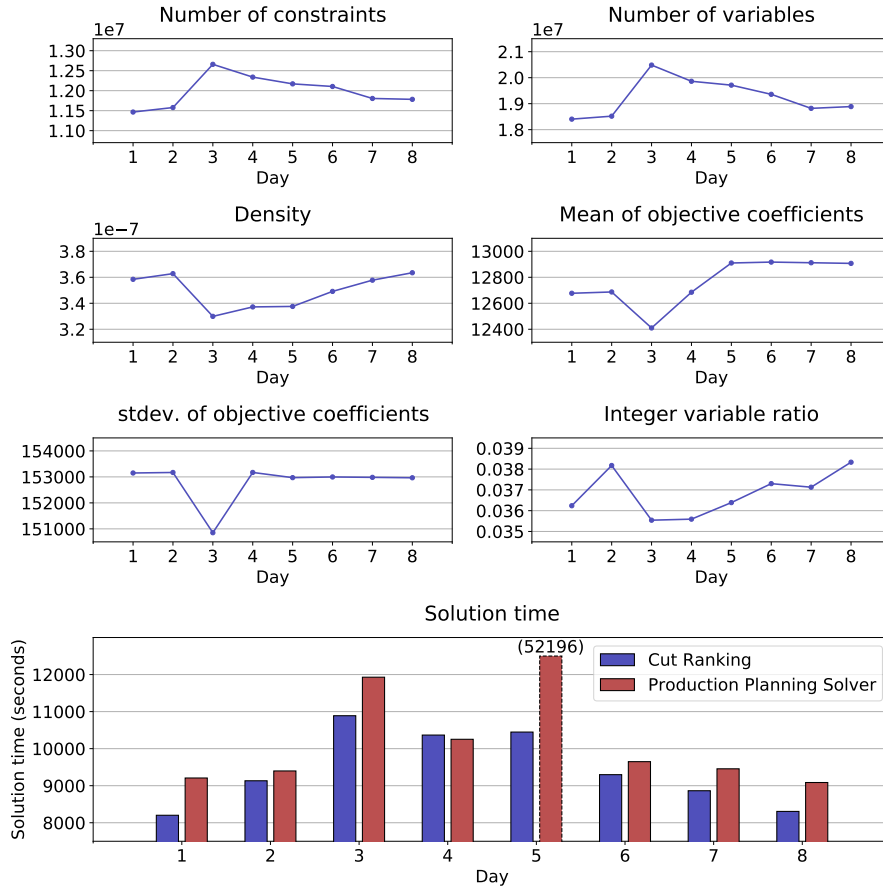 Number of constraints
1e7
1.30
1.25
1.20
1.15
1.10
1 2 3 4 5 6 7 8
Day
Number of variables
1e7
2.1
2.0
1.9
1.8
1 2 3 4 5 6 7 8
Day
Density
1e−7
3.8
3.6
3.4
3.2
1 2 3 4 5 6 7 8
Day
Mean of objective coefficients
13000
12800
12600
12400
1 2 3 4 5 6 7 8
Day
stdev. of objective coefficients
154000
153000
152000
151000
1 2 3 4 5 6 7 8
Day
Integer variable ratio
0.039
0.038
0.037
0.036
0.035
1 2 3 4 5 6 7 8
Day
Solution time
Solution time (seconds)
12000
11000
10000
9000
8000
(52196)
Cut Ranking
Production Planning Solver
1 2 3 4 5 6 7 8
Day